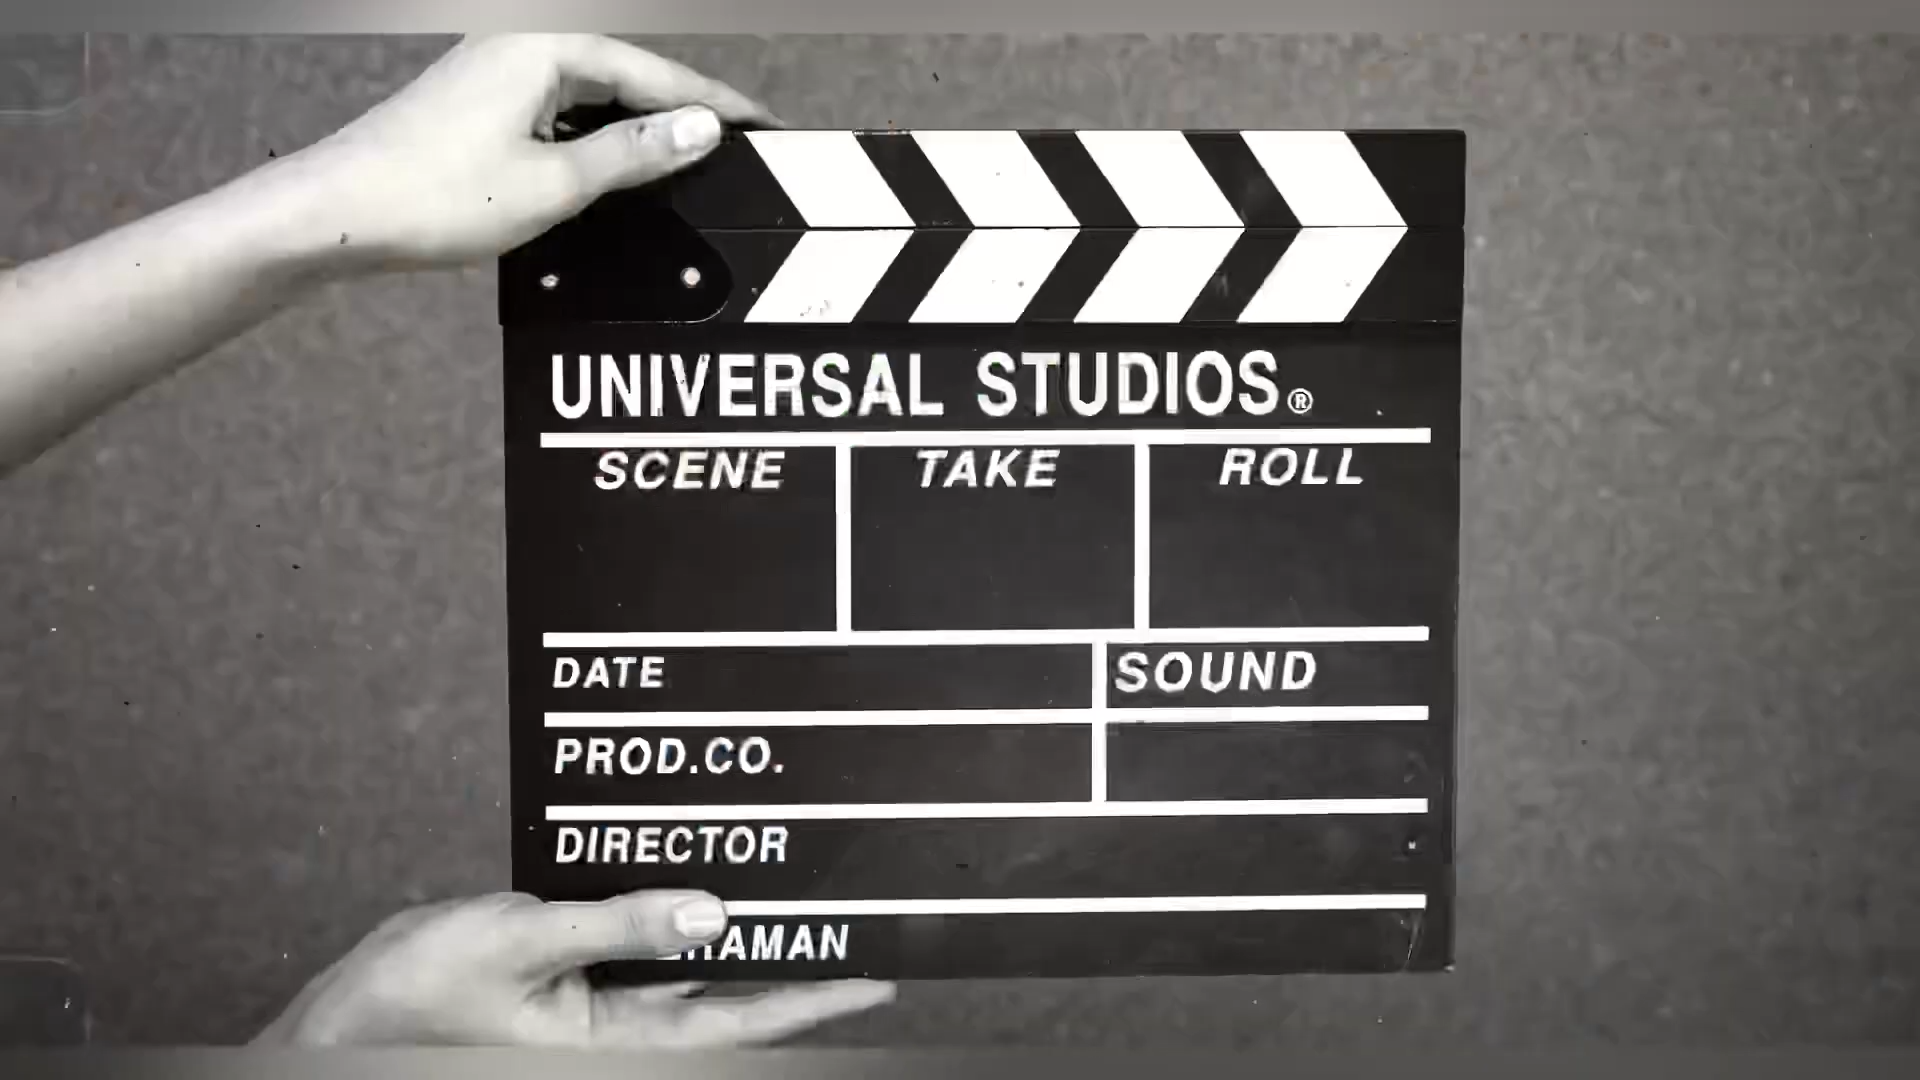 UNIVERSAL STUDIOS®
SCENE TAKE ROLL
DATE SOUND
PROD.CO.
DIRECTOR